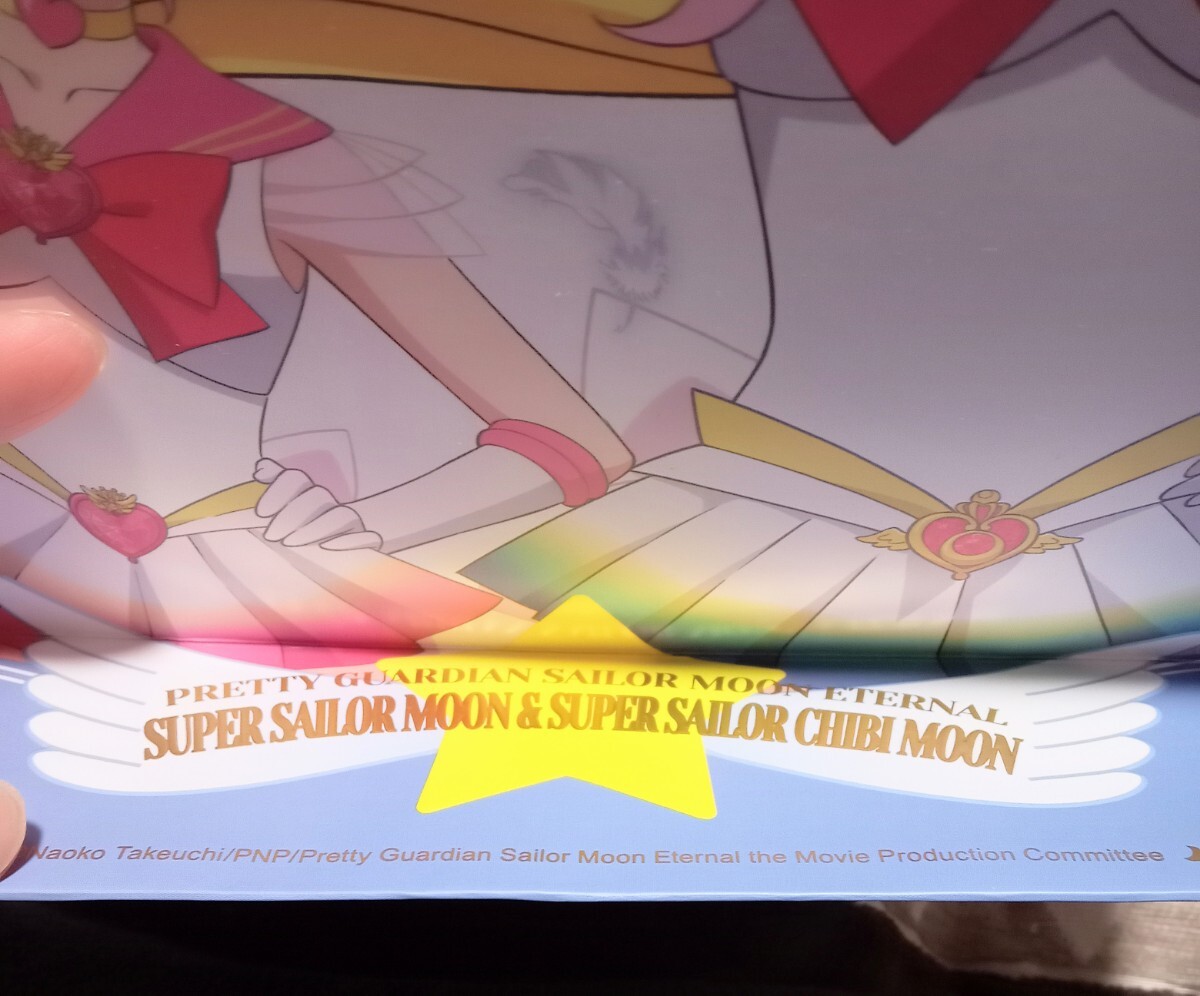 PRETTY GUARDIAN SAILOR MOON ETERNAL
SUPER SAILOR MOON & SUPER SAILOR CHIBI MOON
Naoko Takeuchi/PNP/Pretty Guardian Sailor Moon Eternal the Movie Production Committee